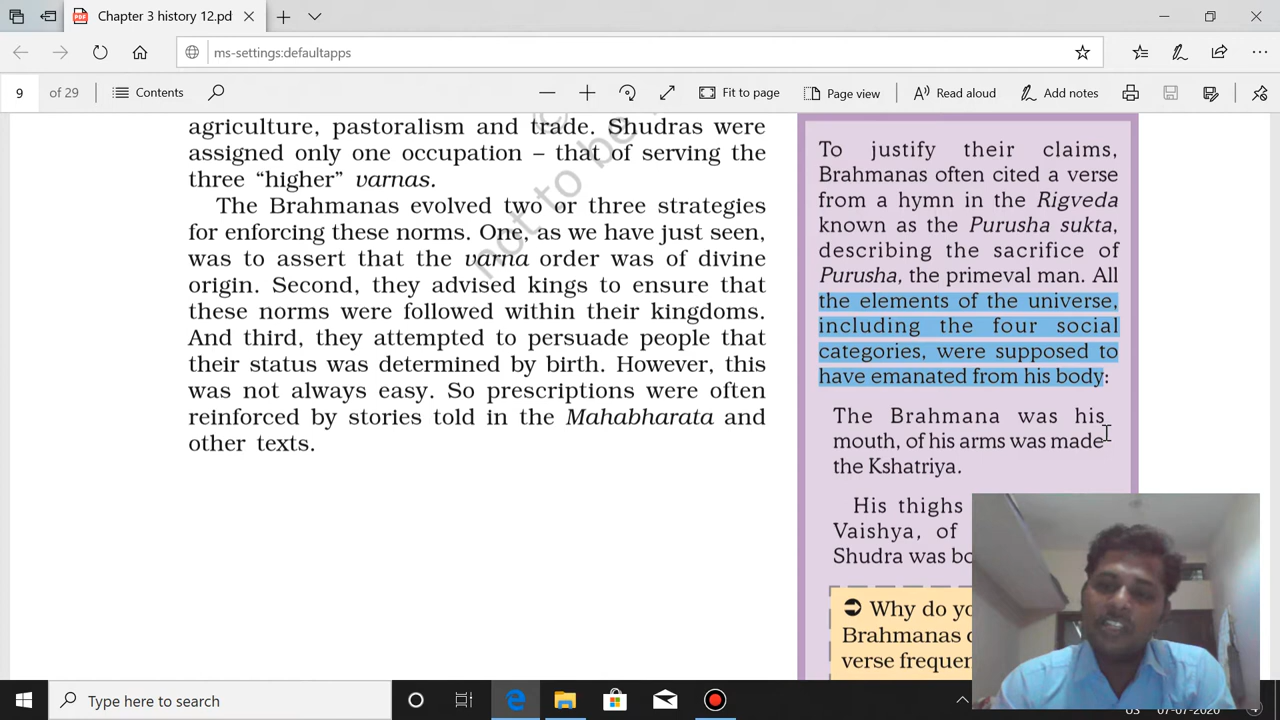 Chapter 3 history 12.pdf
ms-settings:defaultapps
9 of 29 Contents Fit to page Page view Read aloud Add notes
agriculture, pastoralism and trade. Shudras were
assigned only one occupation – that of serving the
three “higher” varnas.
The Brahmanas evolved two or three strategies
for enforcing these norms. One, as we have just seen,
was to assert that the varna order was of divine
origin. Second, they advised kings to ensure that
these norms were followed within their kingdoms.
And third, they attempted to persuade people that
their status was determined by birth. However, this
was not always easy. So prescriptions were often
reinforced by stories told in the Mahabharata and
other texts.
not to be
To justify their claims,
Brahmanas often cited a verse
from a hymn in the Rigveda
known as the Purusha sukta,
describing the sacrifice of
Purusha, the primeval man. All
the elements of the universe,
including the four social
categories, were supposed to
have emanated from his body:
The Brahmana was his
mouth, of his arms was made
the Kshatriya.
His thighs
Vaishya, of
Shudra was
Why do
Brahmanas
verse
Type here to search
US 07-07-2020